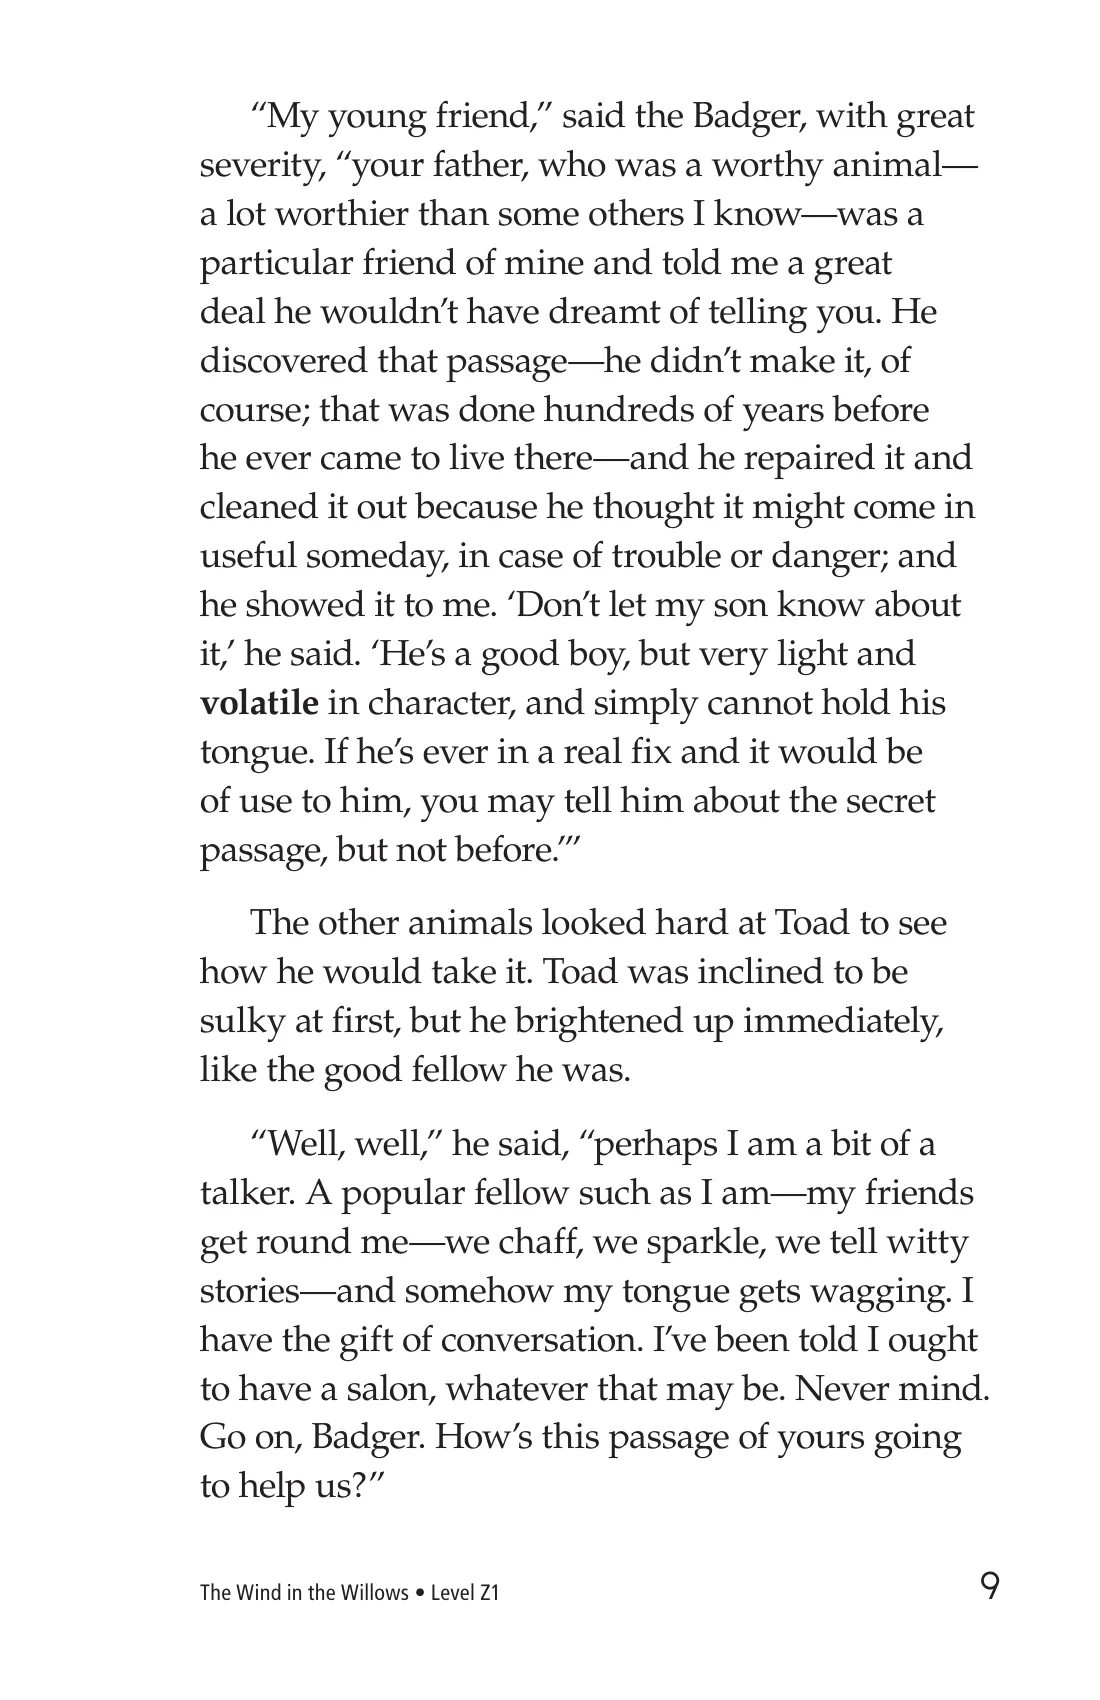 “My young friend,” said the Badger, with great
severity, “your father, who was a worthy animal—
a lot worthier than some others I know—was a
particular friend of mine and told me a great
deal he wouldn’t have dreamt of telling you. He
discovered that passage—he didn’t make it, of
course; that was done hundreds of years before
he ever came to live there—and he repaired it and
cleaned it out because he thought it might come in
useful someday, in case of trouble or danger; and
he showed it to me. ‘Don’t let my son know about
it,’ he said. ‘He’s a good boy, but very light and
volatile in character, and simply cannot hold his
tongue. If he’s ever in a real fix and it would be
of use to him, you may tell him about the secret
passage, but not before.’”
The other animals looked hard at Toad to see
how he would take it. Toad was inclined to be
sulky at first, but he brightened up immediately,
like the good fellow he was.
“Well, well,” he said, “perhaps I am a bit of a
talker. A popular fellow such as I am—my friends
get round me—we chaff, we sparkle, we tell witty
stories—and somehow my tongue gets wagging. I
have the gift of conversation. I’ve been told I ought
to have a salon, whatever that may be. Never mind.
Go on, Badger. How’s this passage of yours going
to help us?”
The Wind in the Willows • Level Z1
9